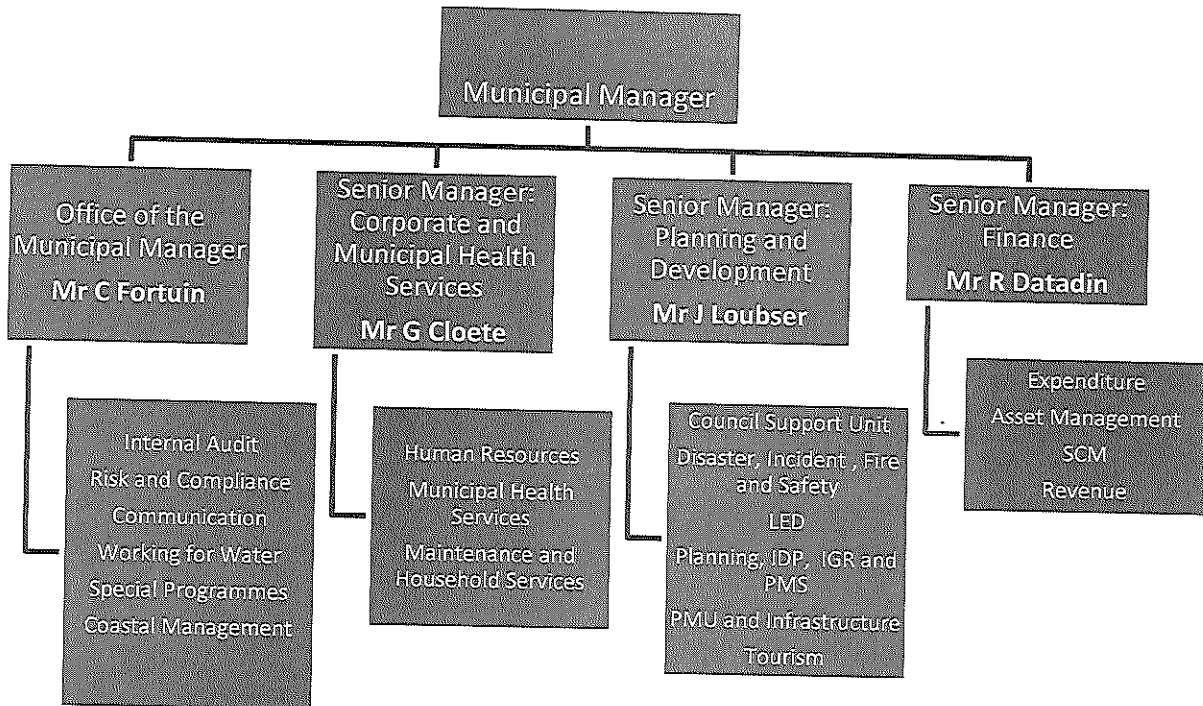 Municipal Manager
Office of the
Municipal Manager
Mr C Fortuin
Senior Manager:
Corporate and
Municipal Health
Services
Mr G Cloete
Senior Manager:
Planning and
Development
Mr J Loubser
Senior Manager:
Finance
Mr R Datadin
Internal Audit
Risk and Compliance
Communication
Working for Water
Special Programmes
Coastal Management
Human Resources
Municipal Health
Services
Maintenance and
Household Services
Council Support Unit
Disaster, Incident , Fire
and Safety
LED
Planning, IDP, IGR and
PMS
PMU and Infrastructure
Tourism
Expenditure
Asset Management
SCM
Revenue